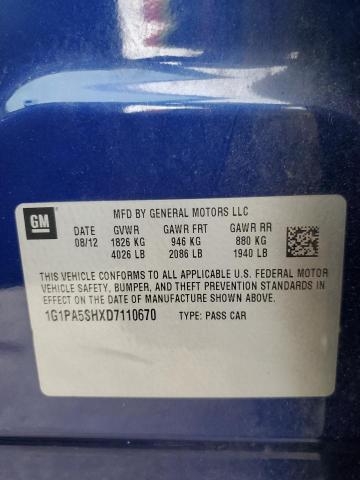 GM
MFD BY GENERAL MOTORS LLC
DATE GVWR GAWR FRT GAWR RR
08/12 1826 KG 946 KG 880 KG
4026 LB 2086 LB 1940 LB
THIS VEHICLE CONFORMS TO ALL APPLICABLE U.S. FEDERAL MOTOR
VEHICLE SAFETY, BUMPER, AND THEFT PREVENTION STANDARDS
IN EFFECT ON THE DATE OF MANUFACTURE SHOWN ABOVE.
1G1PA5SHXD7110670 TYPE: PASS CAR